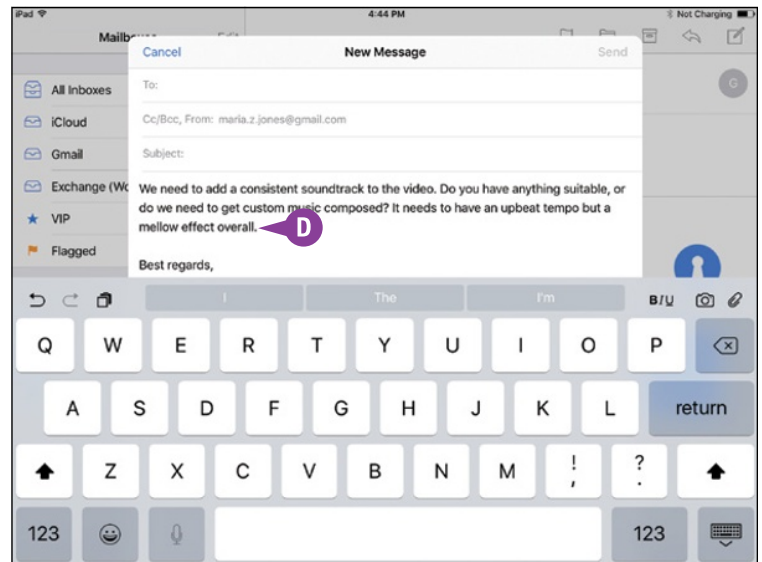 iPad 4:44 PM Not Charging
Mailb
Cancel New Message Send
To:
G
All Inboxes
Cc/Bcc, From: maria.z.jones@gmail.com
iCloud
Gmail
Subject:
Exchange (Wo
We need to add a consistent soundtrack to the video. Do you have anything suitable, or
do we need to get custom music composed? It needs to have an upbeat tempo but a
mellow effect overall. D
VIP
Flagged
Best regards,
I The I'm B/U
Q W E R T Y U I O P
A S D F G H J K L return
Z X C V B N M ! , ? .
123 123